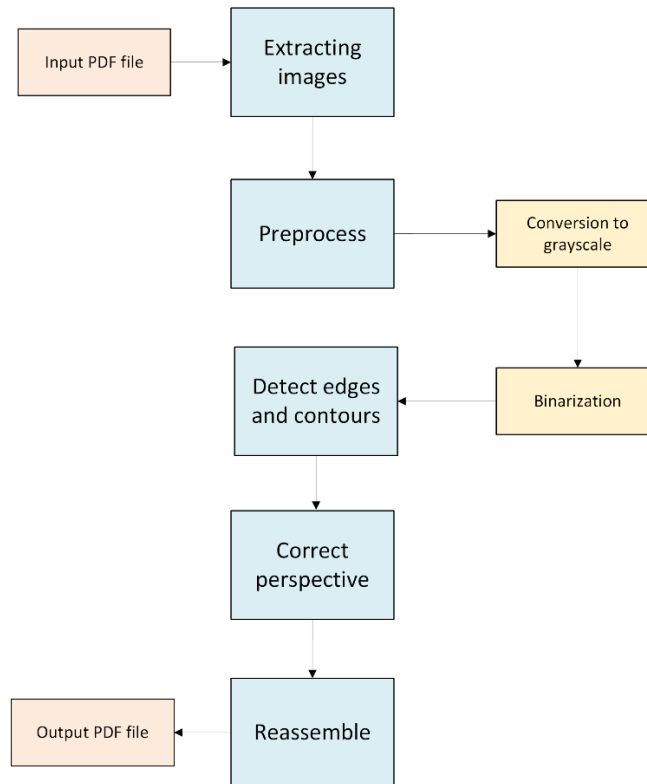 Input PDF file
Extracting
images
Preprocess
Conversion to
grayscale
Binarization
Detect edges
and contours
Correct
perspective
Reassemble
Output PDF file